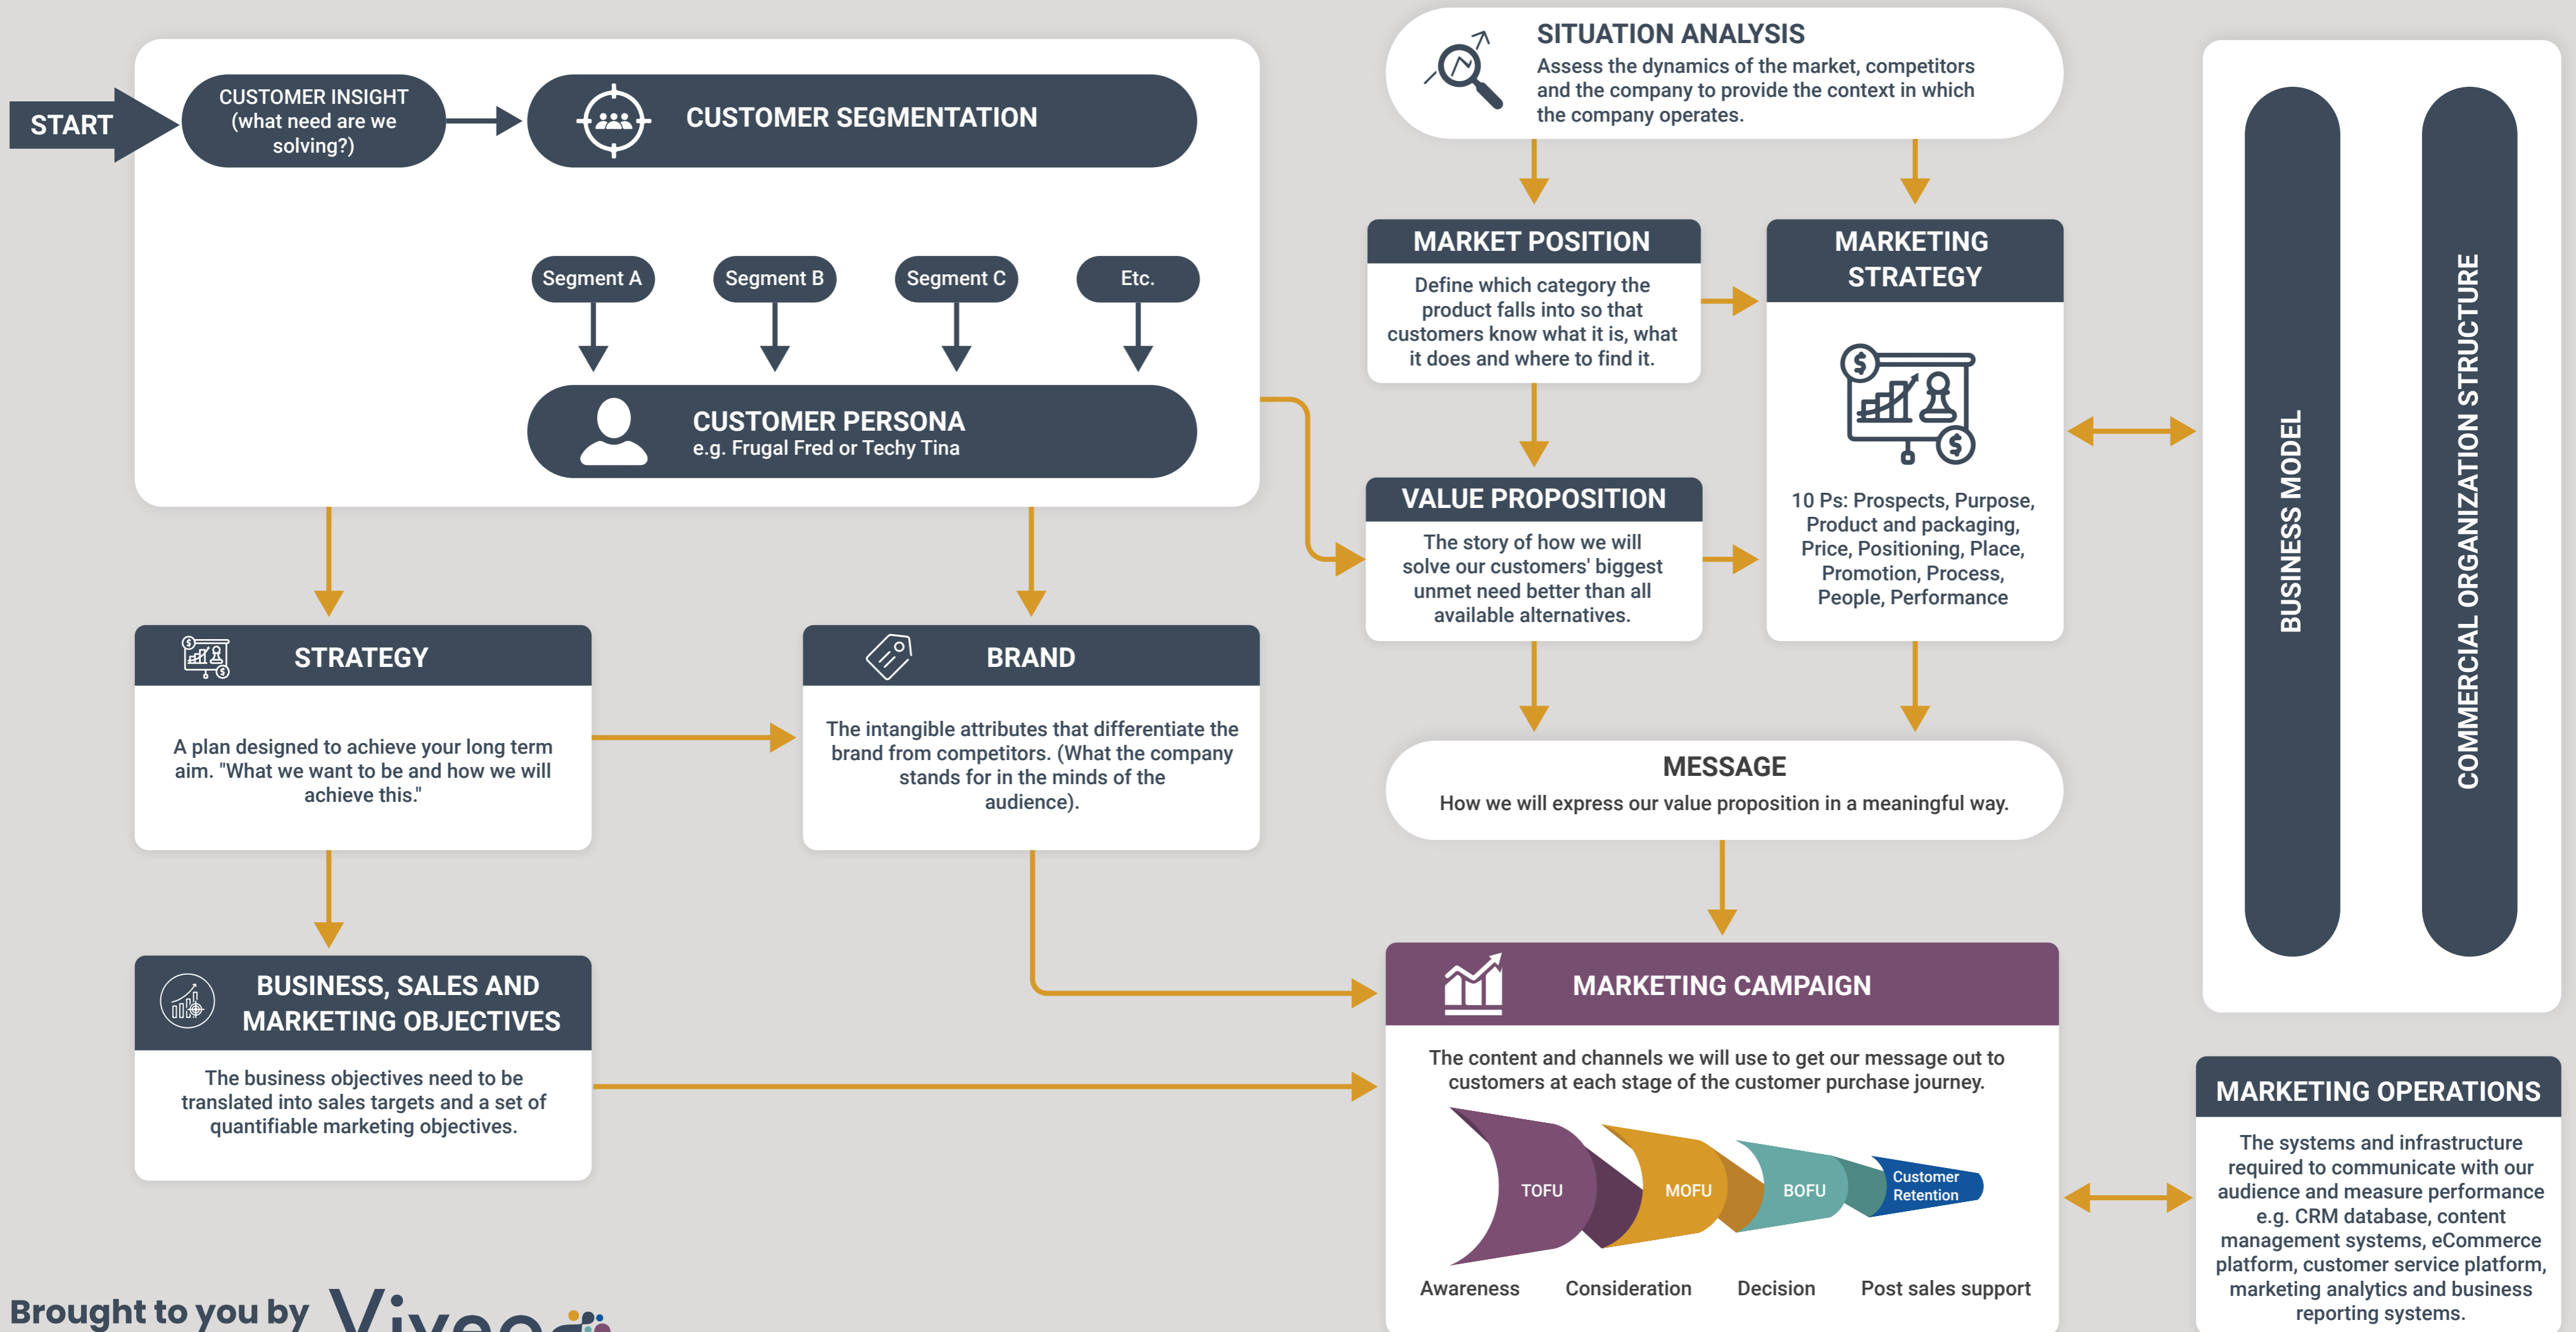 START
CUSTOMER INSIGHT
(what need are we
solving?)
CUSTOMER SEGMENTATION
Segment A
Segment B
Segment C
Etc.
CUSTOMER PERSONA
e.g. Frugal Fred or Techy Tina
STRATEGY
A plan designed to achieve your long term
aim. "What we want to be and how we will
achieve this."
BRAND
The intangible attributes that differentiate the
brand from competitors. (What the company
stands for in the minds of the
audience).
BUSINESS, SALES AND
MARKETING OBJECTIVES
The business objectives need to be
translated into sales targets and a set of
quantifiable marketing objectives.
SITUATION ANALYSIS
Assess the dynamics of the market, competitors
and the company to provide the context in which
the company operates.
MARKET POSITION
Define which category the
product falls into so that
customers know what it is, what
it does and where to find it.
MARKETING
STRATEGY
10 Ps: Prospects, Purpose,
Product and packaging,
Price, Positioning, Place,
Promotion, Process,
People, Performance
VALUE PROPOSITION
The story of how we will
solve our customers' biggest
unmet need better than all
available alternatives.
MESSAGE
How we will express our value proposition in a meaningful way.
MARKETING CAMPAIGN
The content and channels we will use to get our message out to
customers at each stage of the customer purchase journey.
TOFU
MOFU
BOFU
Customer
Retention
Awareness
Consideration
Decision
Post sales support
BUSINESS MODEL
COMMERCIAL ORGANIZATION STRUCTURE
MARKETING OPERATIONS
The systems and infrastructure
required to communicate with our
audience and measure performance
e.g. CRM database, content
management systems, eCommerce
platform, customer service platform,
marketing analytics and business
reporting systems.
Brought to you by